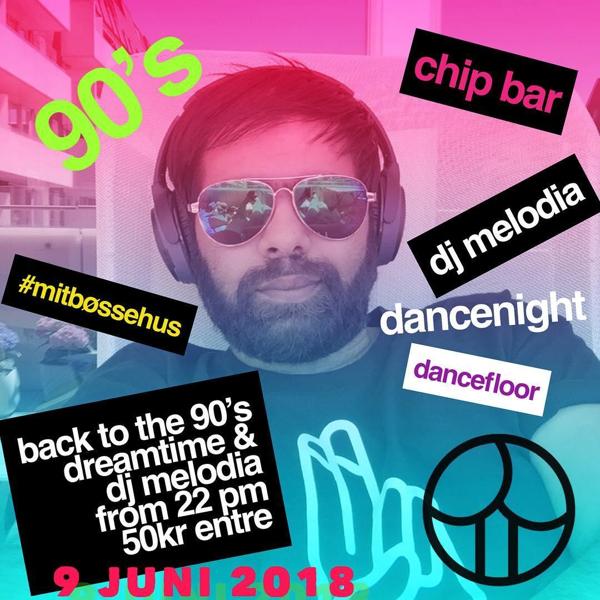 90's
chip bar
dj melodia
#mitbøssehus
dancenight
dancefloor
back to the 90's
dreamtime &
dj melodia
from 22 pm
50kr entre
9 JUNI 2018